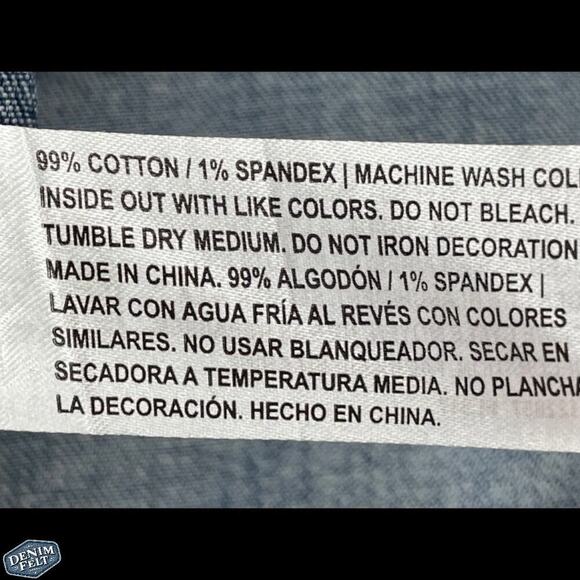 99% COTTON / 1% SPANDEX | MACHINE WASH COL
INSIDE OUT WITH LIKE COLORS. DO NOT BLEACH.
TUMBLE DRY MEDIUM. DO NOT IRON DECORATION
MADE IN CHINA. 99% ALGODÓN / 1% SPANDEX |
LAVAR CON AGUA FRÍA AL REVÉS CON COLORES
SIMILARES. NO USAR BLANQUEADOR. SECAR EN
SECADORA A TEMPERATURA MEDIA. NO PLANCHA
LA DECORACIÓN. HECHO EN CHINA.
DENIM
FELT